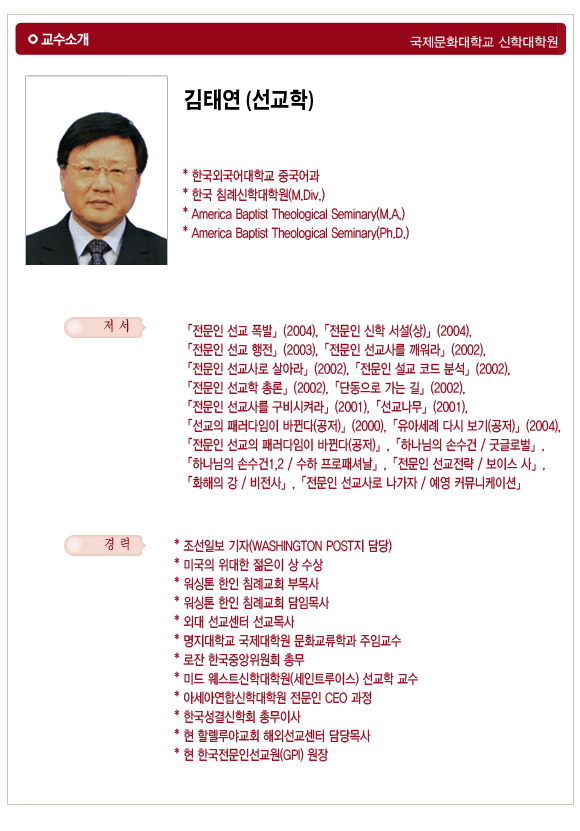 교수소개
국제문화대학교 신학대학원
김태연 (선교학)
* 한국외국어대학교 중국어과
* 한국 침례신학대학원(M.Div.)
* America Baptist Theological Seminary(M.A.)
* America Baptist Theological Seminary(Ph.D.)
저 서
「전문인 선교 폭발」(2004), 「전문인 신학 서설(상)」(2004),
「전문인 선교 행전」(2003), 「전문인 선교사를 깨워라」(2002),
「전문인 선교사로 살아라」(2002), 「전문인 설교 코드 분석」(2002),
「전문인 선교학 총론」(2002), 「단동으로 가는 길」(2002),
「전문인 선교사를 구비시켜라」(2001), 「선교나무」(2001),
「선교의 패러다임이 바뀐다(공저)」(2000), 「유아세례 다시 보기(공저)」(2004),
「전문인 선교의 패러다임이 바뀐다(공저)」, 「하나님의 손수건 / 굿글로벌」,
「하나님의 손수건1,2 / 수하 프로패셔날」, 「전문인 선교전략 / 보이스 사」,
「화해의 강 / 비전사」, 「전문인 선교사로 나가자 / 예영 커뮤니케이션」
경 력
* 조선일보 기자(WASHINGTON POST지 담당)
* 미국의 위대한 젊은이 상 수상
* 워싱톤 한인 침례교회 부목사
* 워싱톤 한인 침례교회 담임목사
* 외대 선교센터 선교목사
* 명지대학교 국제대학원 문화교류학과 주임교수
* 로잔 한국중앙위원회 총무
* 미드 웨스트신학대학원(세인트루이스) 선교학 교수
* 아세아연합신학대학원 전문인 CEO 과정
* 한국성결신학회 총무이사
* 현 할렐루야교회 해외선교센터 담당목사
* 현 한국전문인선교원(GPI) 원장